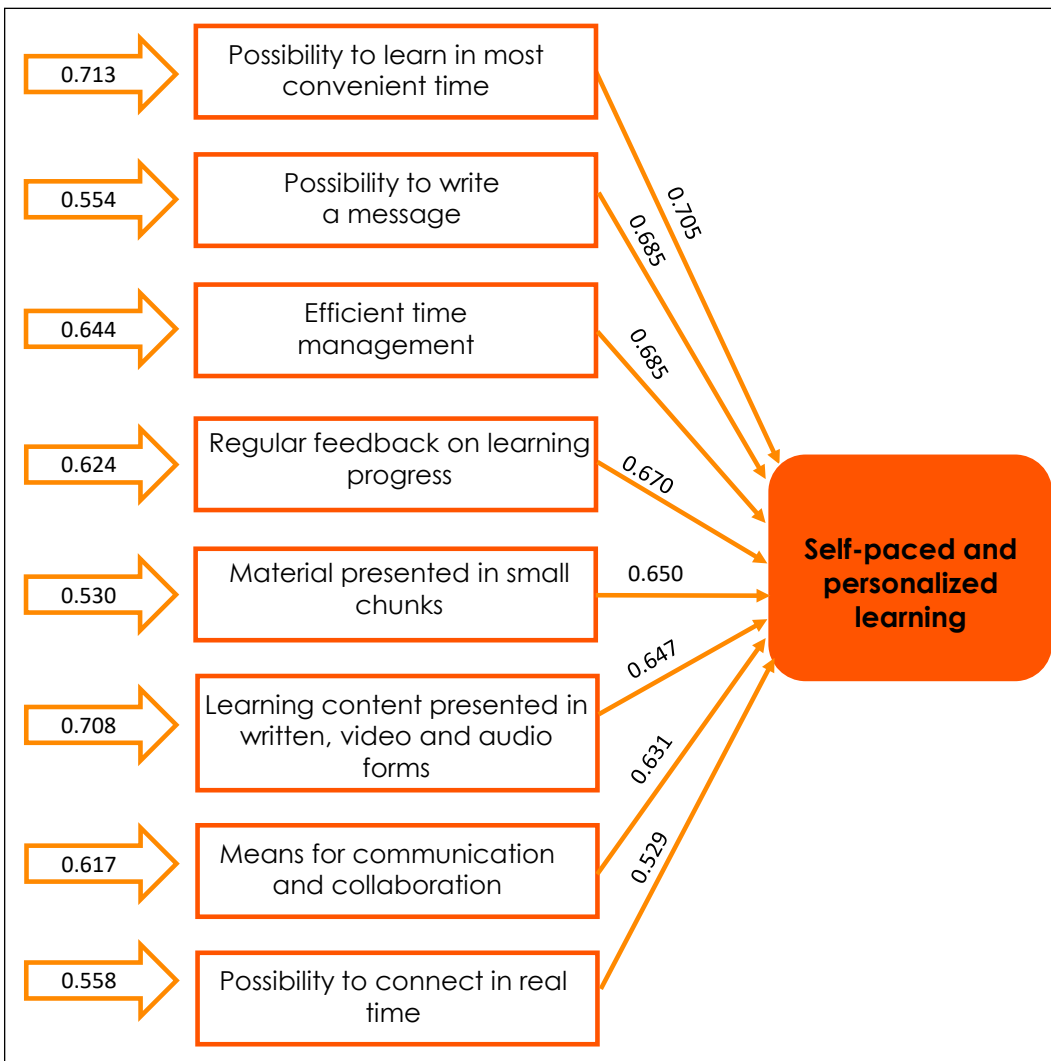 0.713
Possibility to learn in most
convenient time
0.705
0.554
Possibility to write
a message
0.685
0.644
Efficient time
management
0.685
0.624
Regular feedback on learning
progress
0.670
0.530
Material presented in small
chunks
0.650
0.708
Learning content presented in
written, video and audio
forms
0.647
0.617
Means for communication
and collaboration
0.631
0.558
Possibility to connect in real
time
0.529
Self-paced and
personalized
learning